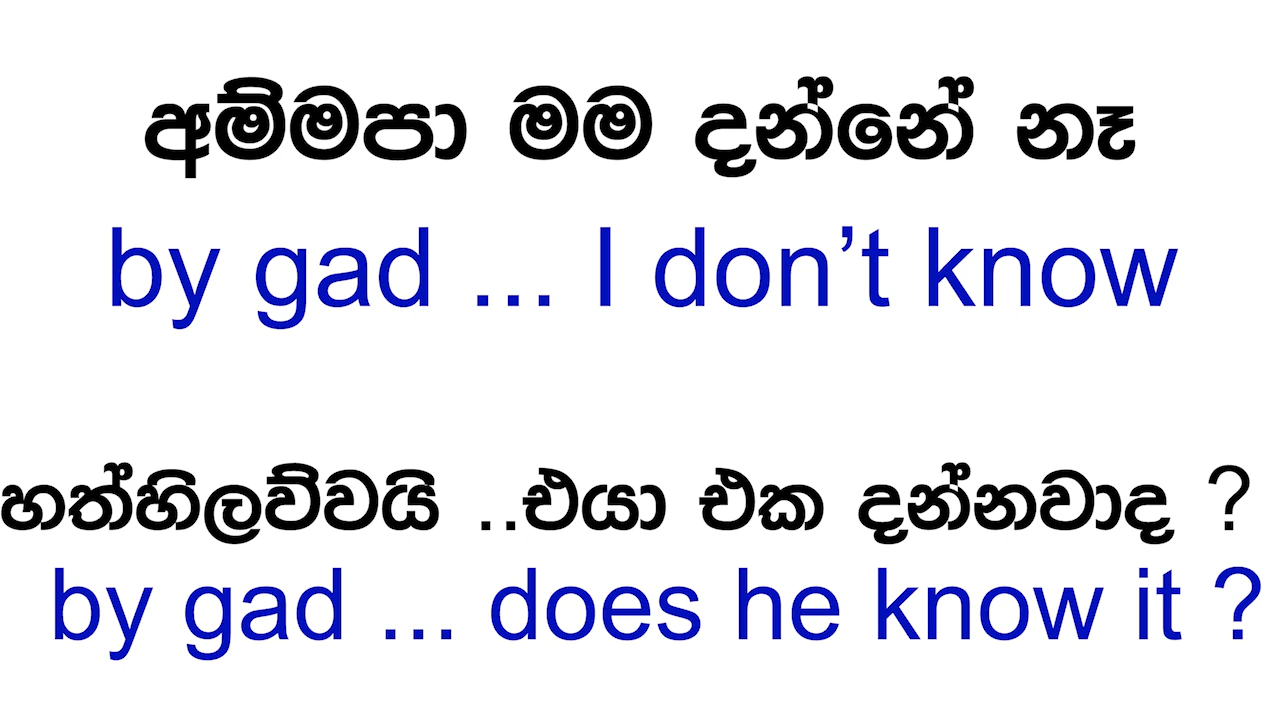 අම්මපා මම දන්නේ නෑ
by gad ... I don’t know
හත්හිලව්වයි ..එයා එක දන්නවාද ?
by gad ... does he know it ?